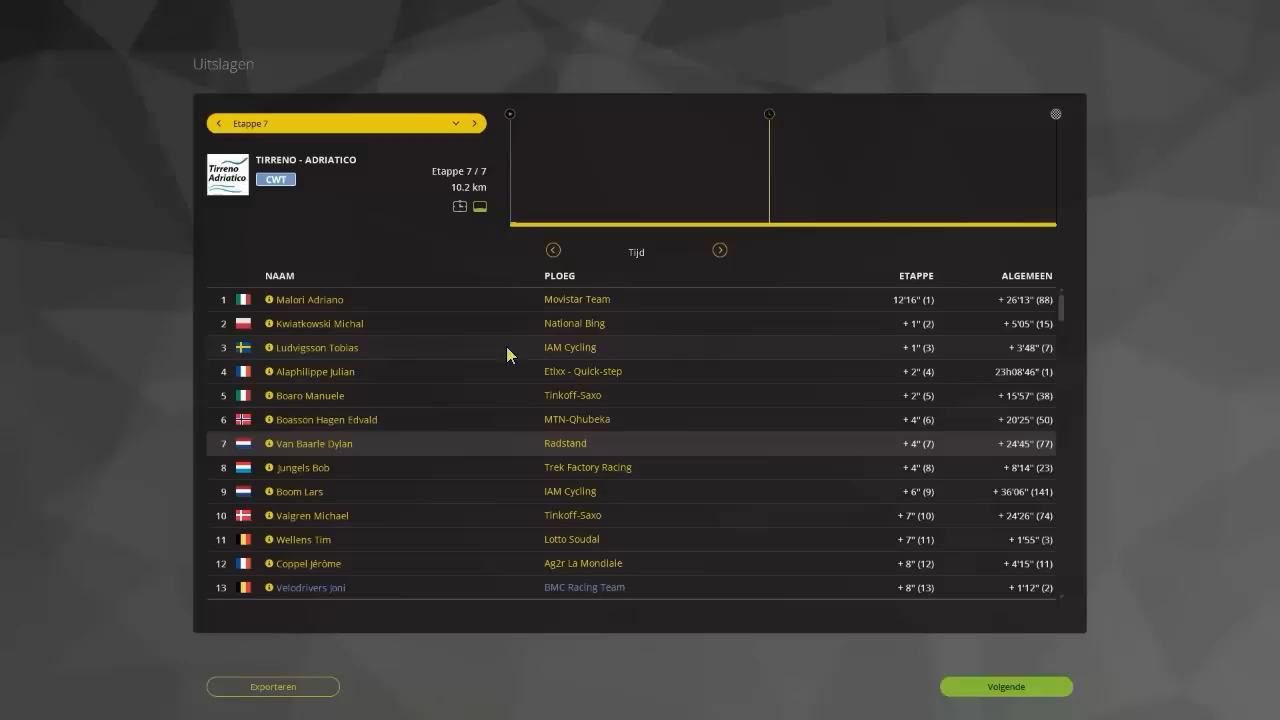 Uitslagen
Etappe 7
Tirreno
Adriatico
TIRRENO - ADRIATICO
CWT
Etappe 7 / 7
10.2 km
Tijd
NAAM PLOEG ETAPPE ALGEMEEN
1 Malori Adriano Movistar Team 12'16" (1) + 26'13" (88)
2 Kwiatkowski Michal National Bing + 1" (2) + 5'05" (15)
3 Ludvigsson Tobias IAM Cycling + 1" (3) + 3'48" (7)
4 Alaphilippe Julian Etixx - Quick-step + 2" (4) 23h08'46" (1)
5 Boaro Manuele Tinkoff-Saxo + 2" (5) + 15'57" (38)
6 Boasson Hagen Edvald MTN-Qhubeka + 4" (6) + 20'25" (50)
7 Van Baarle Dylan Radstand + 4" (7) + 24'45" (77)
8 Jungels Bob Trek Factory Racing + 4" (8) + 8'14" (23)
9 Boom Lars IAM Cycling + 6" (9) + 36'06" (141)
10 Valgren Michael Tinkoff-Saxo + 7" (10) + 24'26" (74)
11 Wellens Tim Lotto Soudal + 7" (11) + 1'55" (3)
12 Coppel Jérôme Ag2r La Mondiale + 8" (12) + 4'15" (11)
13 Velodrivers Joni BMC Racing Team + 8" (13) + 1'12" (2)
Exporteren Volgende